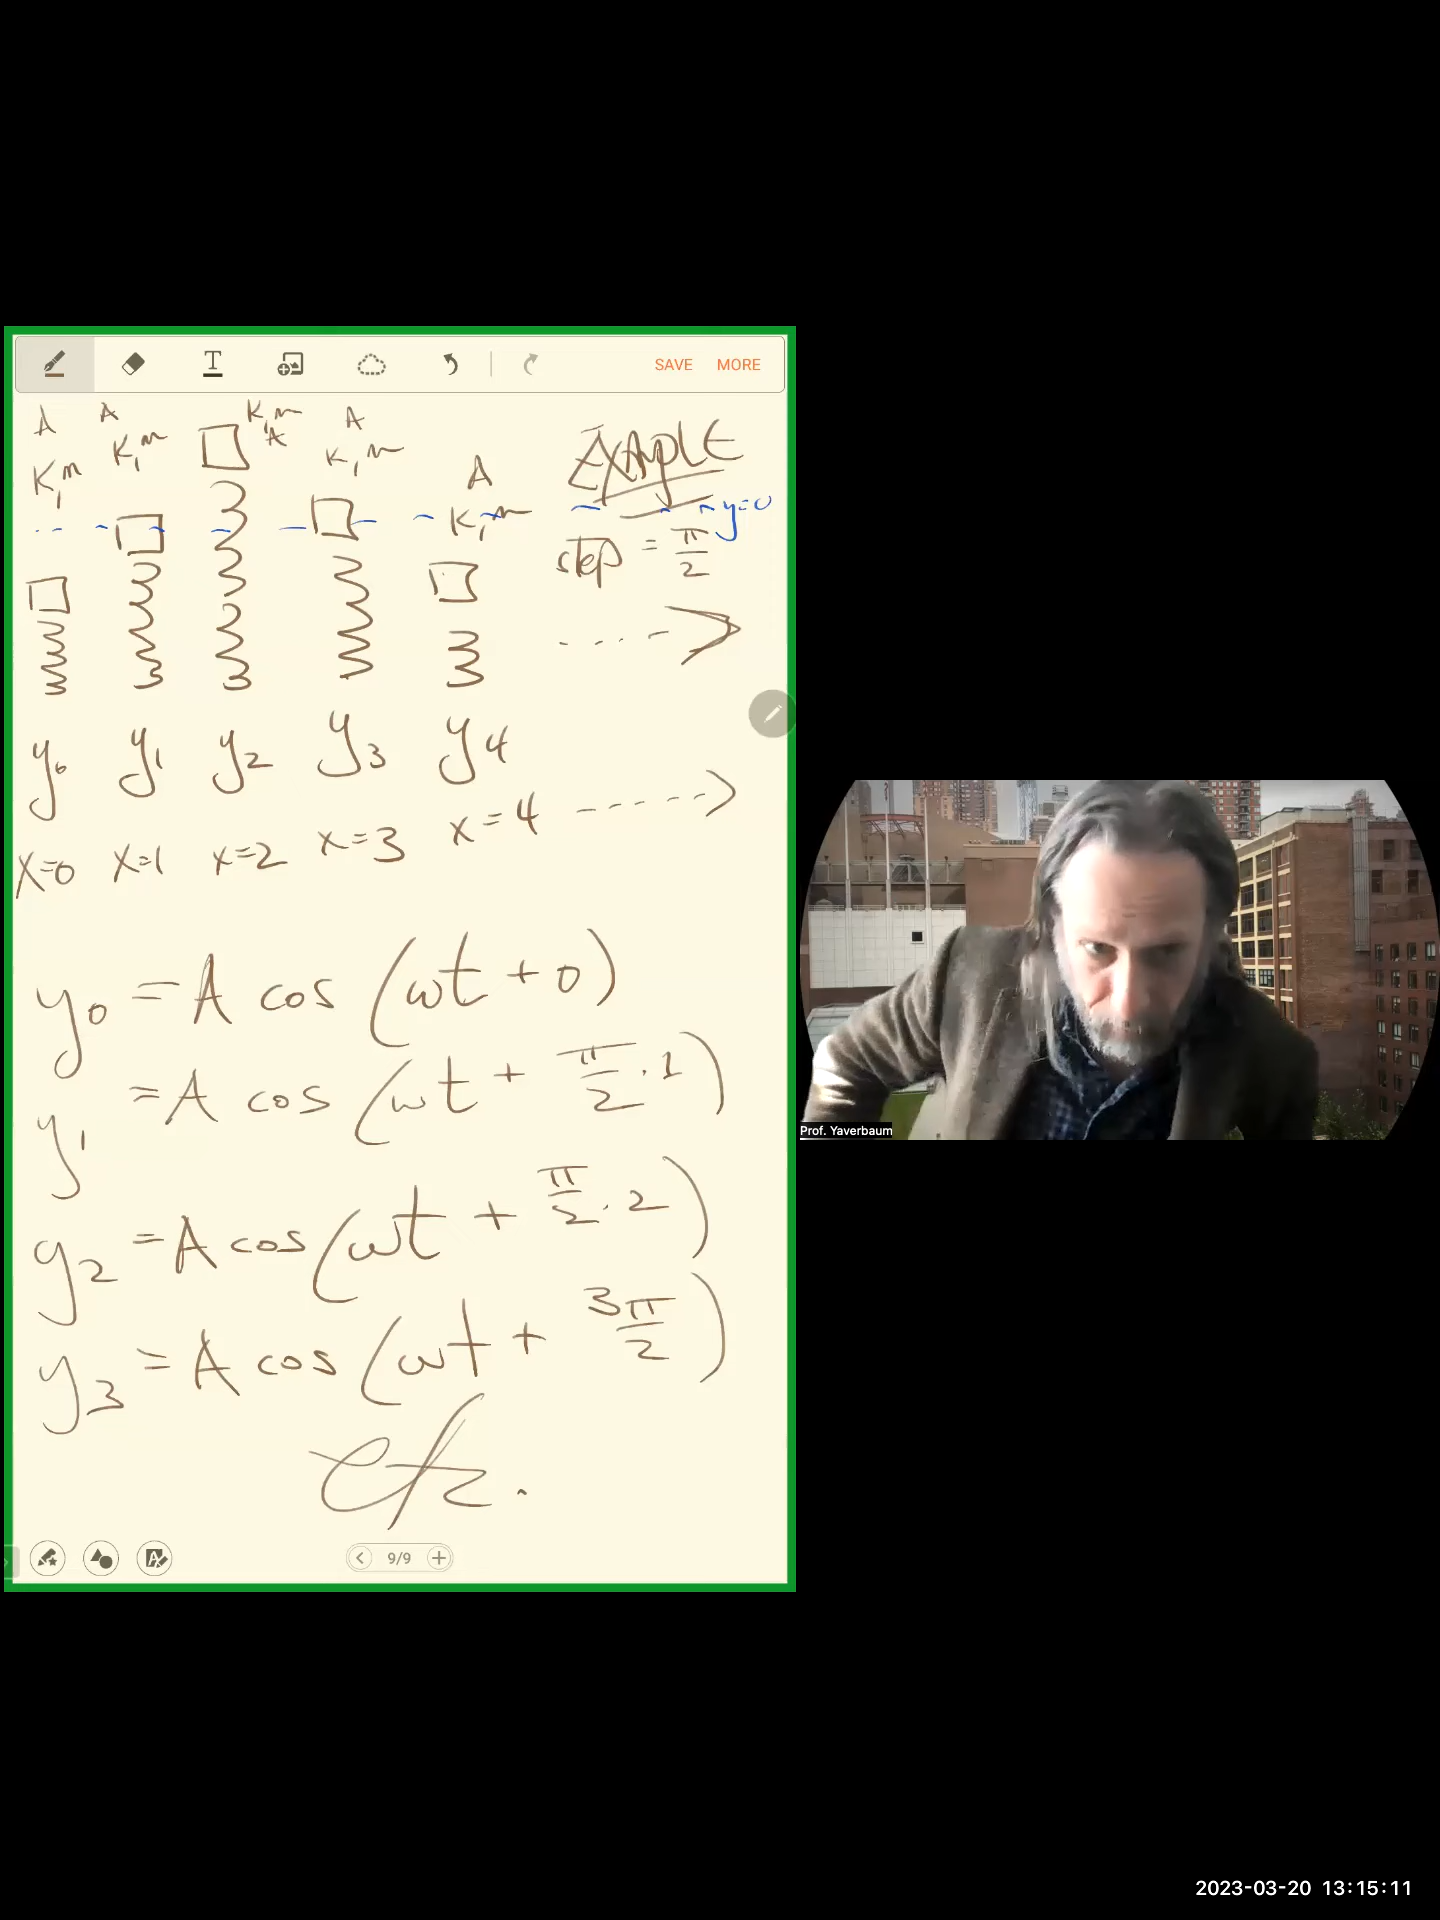 T
SAVE MORE
A A K,m A
K,m K,m A K,m A
K,m
EXAPLE
y=0
step = π/2
y₀ y₁ y₂ y₃ y₄
x=0 x=1 x=2 x=3 x=4 ----->
y₀ = A cos (ωt + 0)
y₁ = A cos (ωt + π/2 · 1)
y₂ = A cos (ωt + π/2 · 2)
y₃ = A cos (ωt + 3π/2)
etc.
9/9
Prof. Yaverbaum
2023-03-20 13:15:11